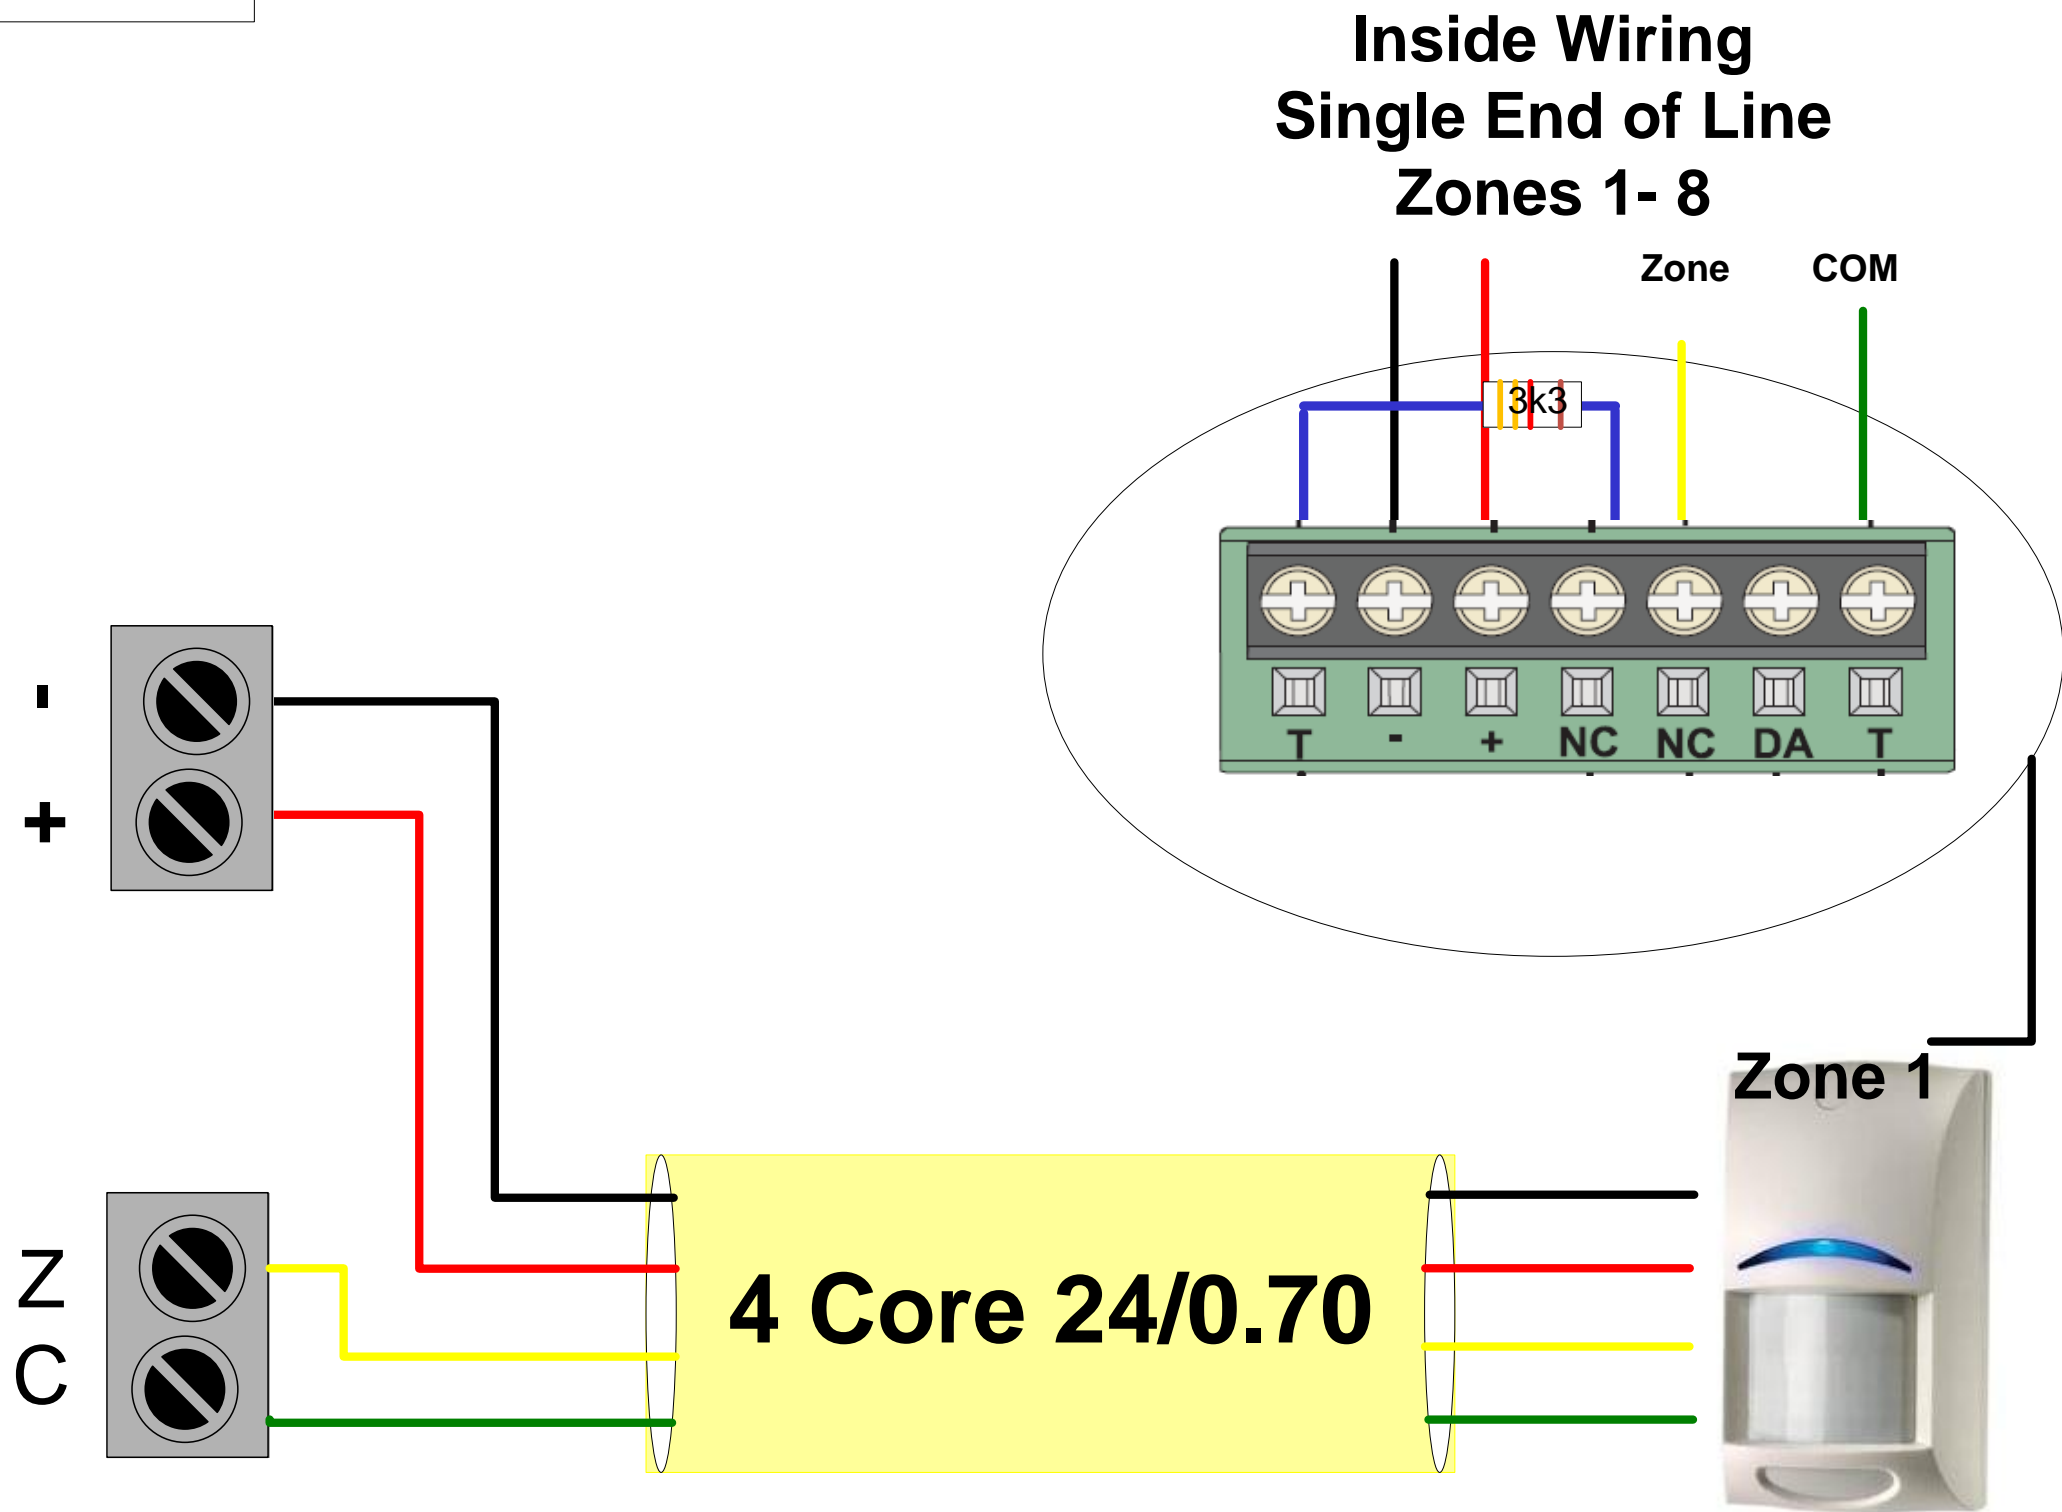 Inside Wiring
Single End of Line
Zones 1- 8
Zone COM
3k3
T - + NC NC DA T
-
+
Zone 1
Z
C
4 Core 24/0.70